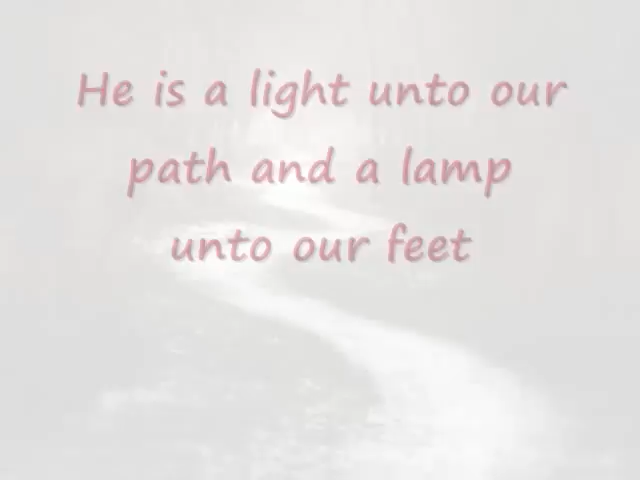 He is a light unto our
path and a lamp
unto our feet